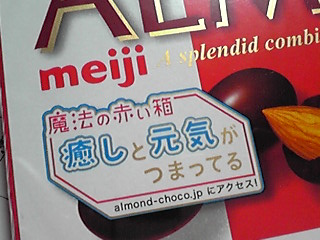 ALM
meiji
A splendid combi
魔法の赤い箱
癒しと元気が
つまってる
almond-choco.jp にアクセス!